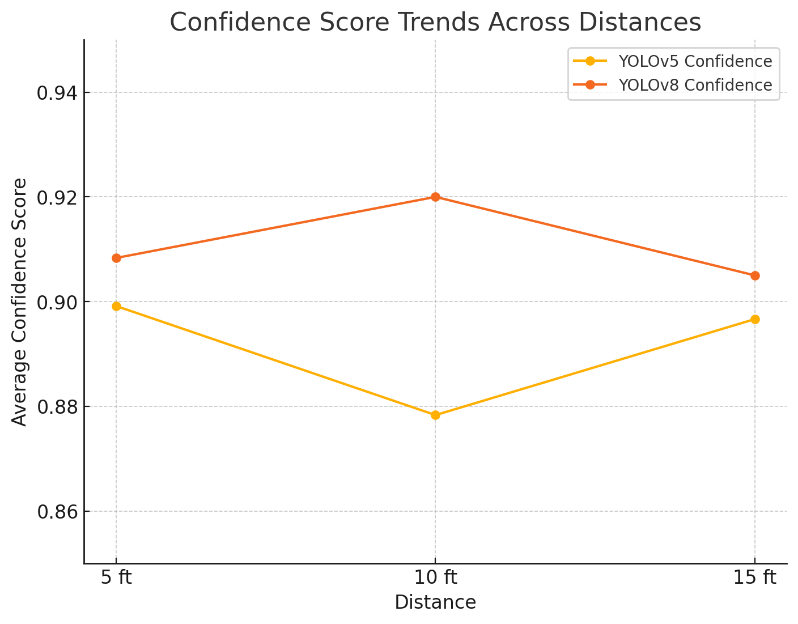 Confidence Score Trends Across Distances
YOLOv5 Confidence
YOLOv8 Confidence
Average Confidence Score
0.94
0.92
0.90
0.88
0.86
5 ft
10 ft
15 ft
Distance